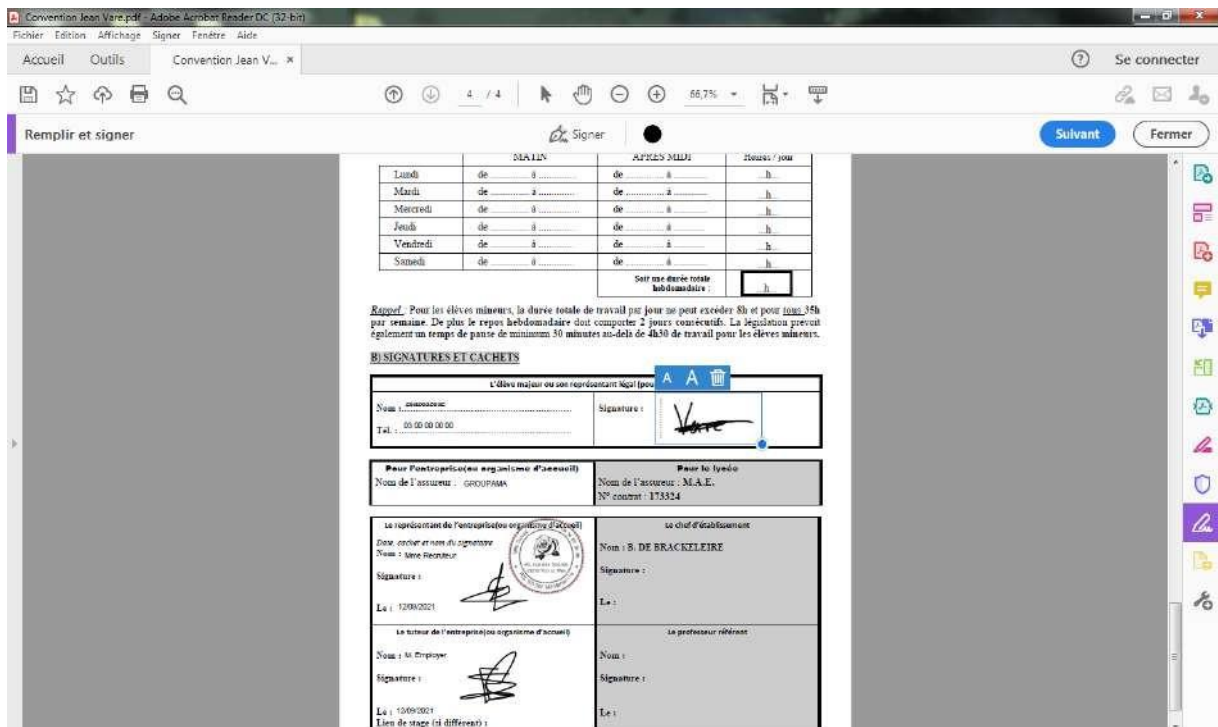 Convention Jean Vare.pdf - Adobe Acrobat Reader DC (32-bit)
Fichier Edition Affichage Signer Fenêtre Aide
Accueil Outils Convention Jean V... × Se connecter
4 / 4 66,7%
Remplir et signer Signer Suivant Fermer
MATIN APRES MIDI Heures / jour
Lundi de ............ à ............ de ............ à ............ ...h...
Mardi de ............ à ............ de ............ à ............ ...h...
Mercredi de ............ à ............ de ............ à ............ ...h...
Jeudi de ............ à ............ de ............ à ............ ...h...
Vendredi de ............ à ............ de ............ à ............ ...h...
Samedi de ............ à ............ de ............ à ............ ...h...
Soit une durée totale
hebdomadaire : ...h...
Rappel : Pour les élèves mineurs, la durée totale de travail par jour ne peut excéder 8h et pour tous 35h
par semaine. De plus le repos hebdomadaire doit comporter 2 jours consécutifs. La législation prévoit
également un temps de pause de minimum 30 minutes au-delà de 4h30 de travail pour les élèves mineurs.
B) SIGNATURES ET CACHETS
L'élève majeur ou son représentant légal (pou
A A
Nom : Signature : Vare
Tél. : 00 00 00 00 00
Pour l'entreprise(ou organisme d'accueil) Pour le lycée
Nom de l'assureur : GROUPAMA Nom de l'assureur : M.A.E.
N° contrat : 173324
Le représentant de l'entreprise(ou organisme d'accueil) Le chef d'établissement
Date, cachet et nom du signataire
Nom : Mme Recruteur Nom : B. DE BRACKELEIRE
Signature : Signature :
Le : 12/09/2021 Le :
Le tuteur de l'entreprise(ou organisme d'accueil) Le professeur référent
Nom : M. Employer Nom :
Signature : Signature :
Le : 12/09/2021 Le :
Lieu de stage (si différent) :